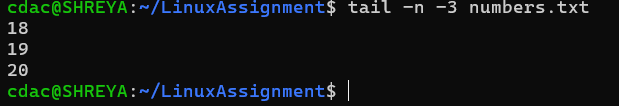 cdac@SHREYA:~/LinuxAssignment$ tail -n -3 numbers.txt
18
19
20
cdac@SHREYA:~/LinuxAssignment$